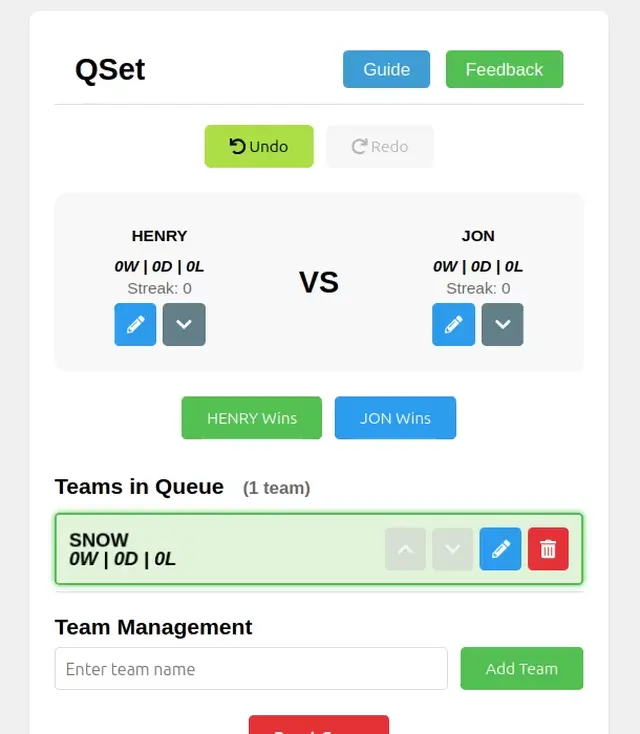 QSet
Guide
Feedback
Undo
Redo
HENRY
0W | 0D | 0L
Streak: 0
VS
JON
0W | 0D | 0L
Streak: 0
HENRY Wins
JON Wins
Teams in Queue (1 team)
SNOW
0W | 0D | 0L
Team Management
Enter team name
Add Team